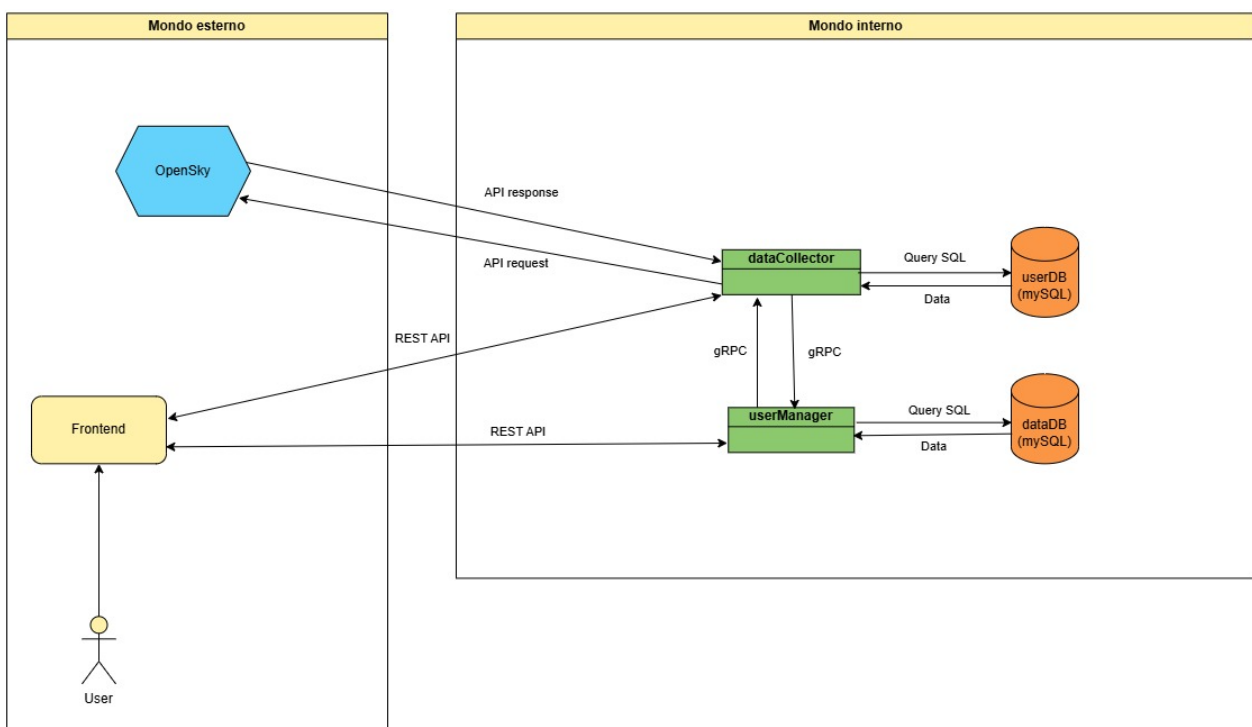 Mondo esterno
Mondo interno
OpenSky
API response
API request
dataCollector
Query SQL
Data
userDB
(mySQL)
REST API
gRPC
gRPC
Frontend
REST API
userManager
Query SQL
Data
dataDB
(mySQL)
User